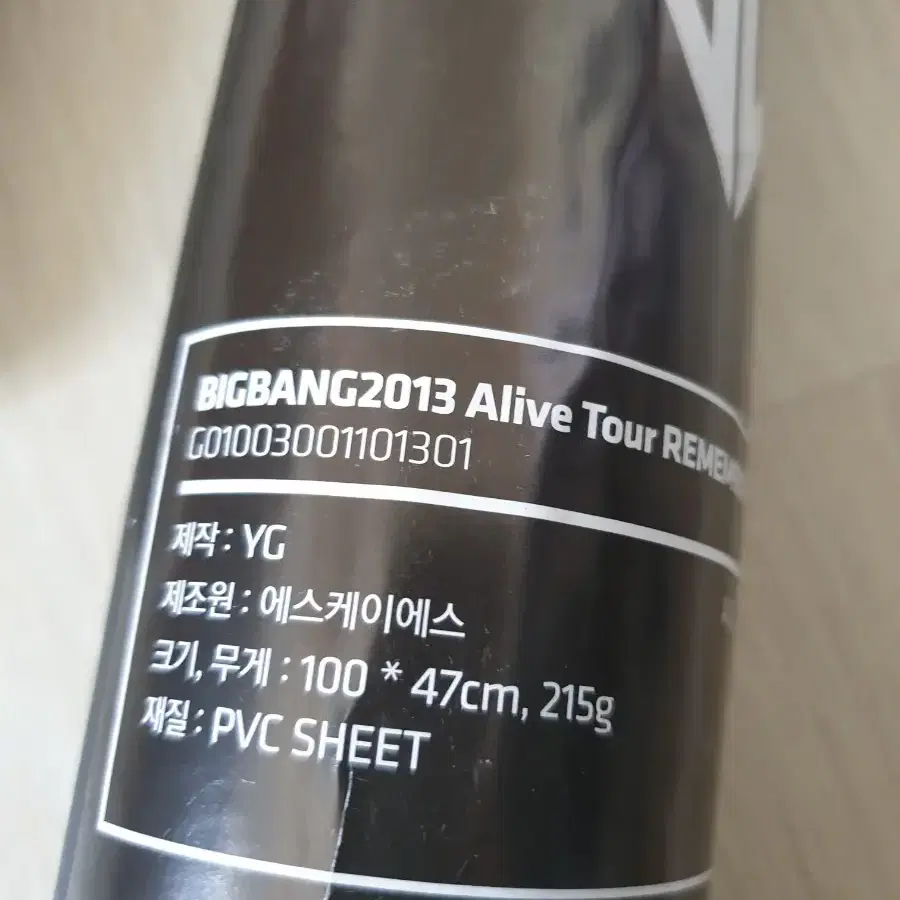 BIGBANG2013 Alive Tour
G01003001101301
제작 : YG
제조원 : 에스케이에스
크기, 무게 : 100 * 47cm, 215g
재질 : PVC SHEET